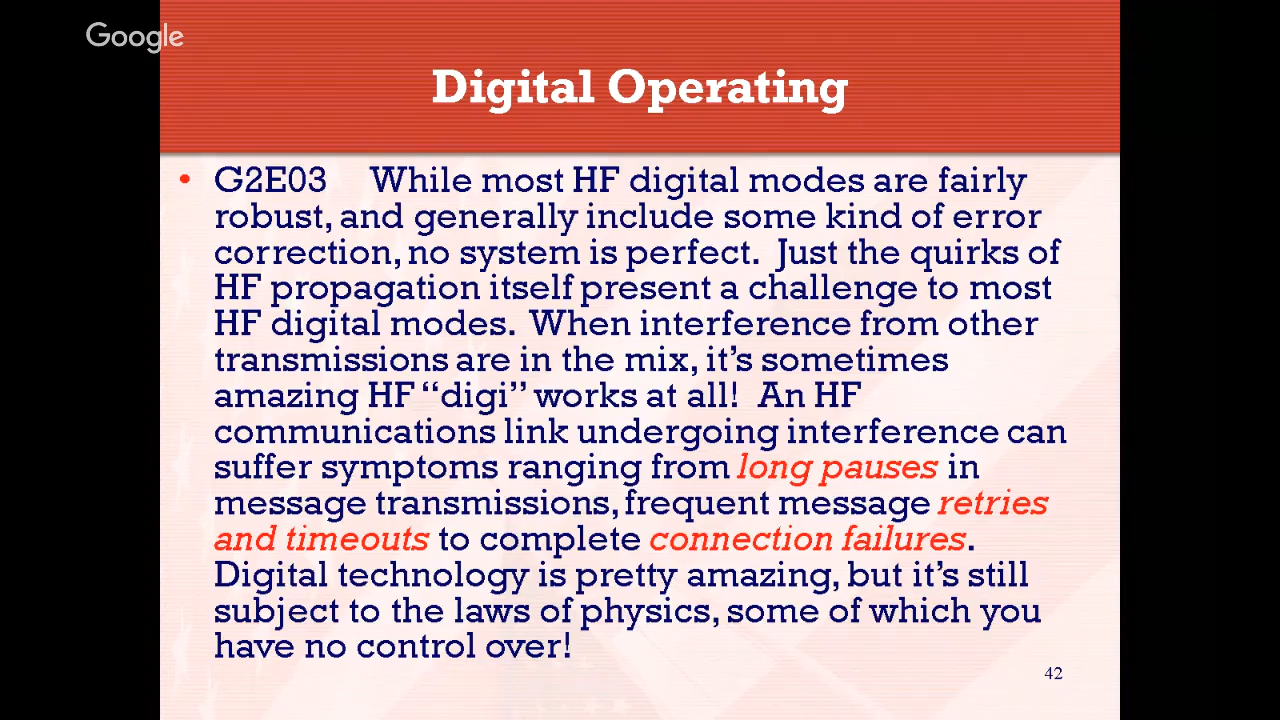 Google
Digital Operating
• G2E03 While most HF digital modes are fairly
robust, and generally include some kind of error
correction, no system is perfect. Just the quirks of
HF propagation itself present a challenge to most
HF digital modes. When interference from other
transmissions are in the mix, it’s sometimes
amazing HF “digi” works at all! An HF
communications link undergoing interference can
suffer symptoms ranging from long pauses in
message transmissions, frequent message retries
and timeouts to complete connection failures.
Digital technology is pretty amazing, but it’s still
subject to the laws of physics, some of which you
have no control over!
42